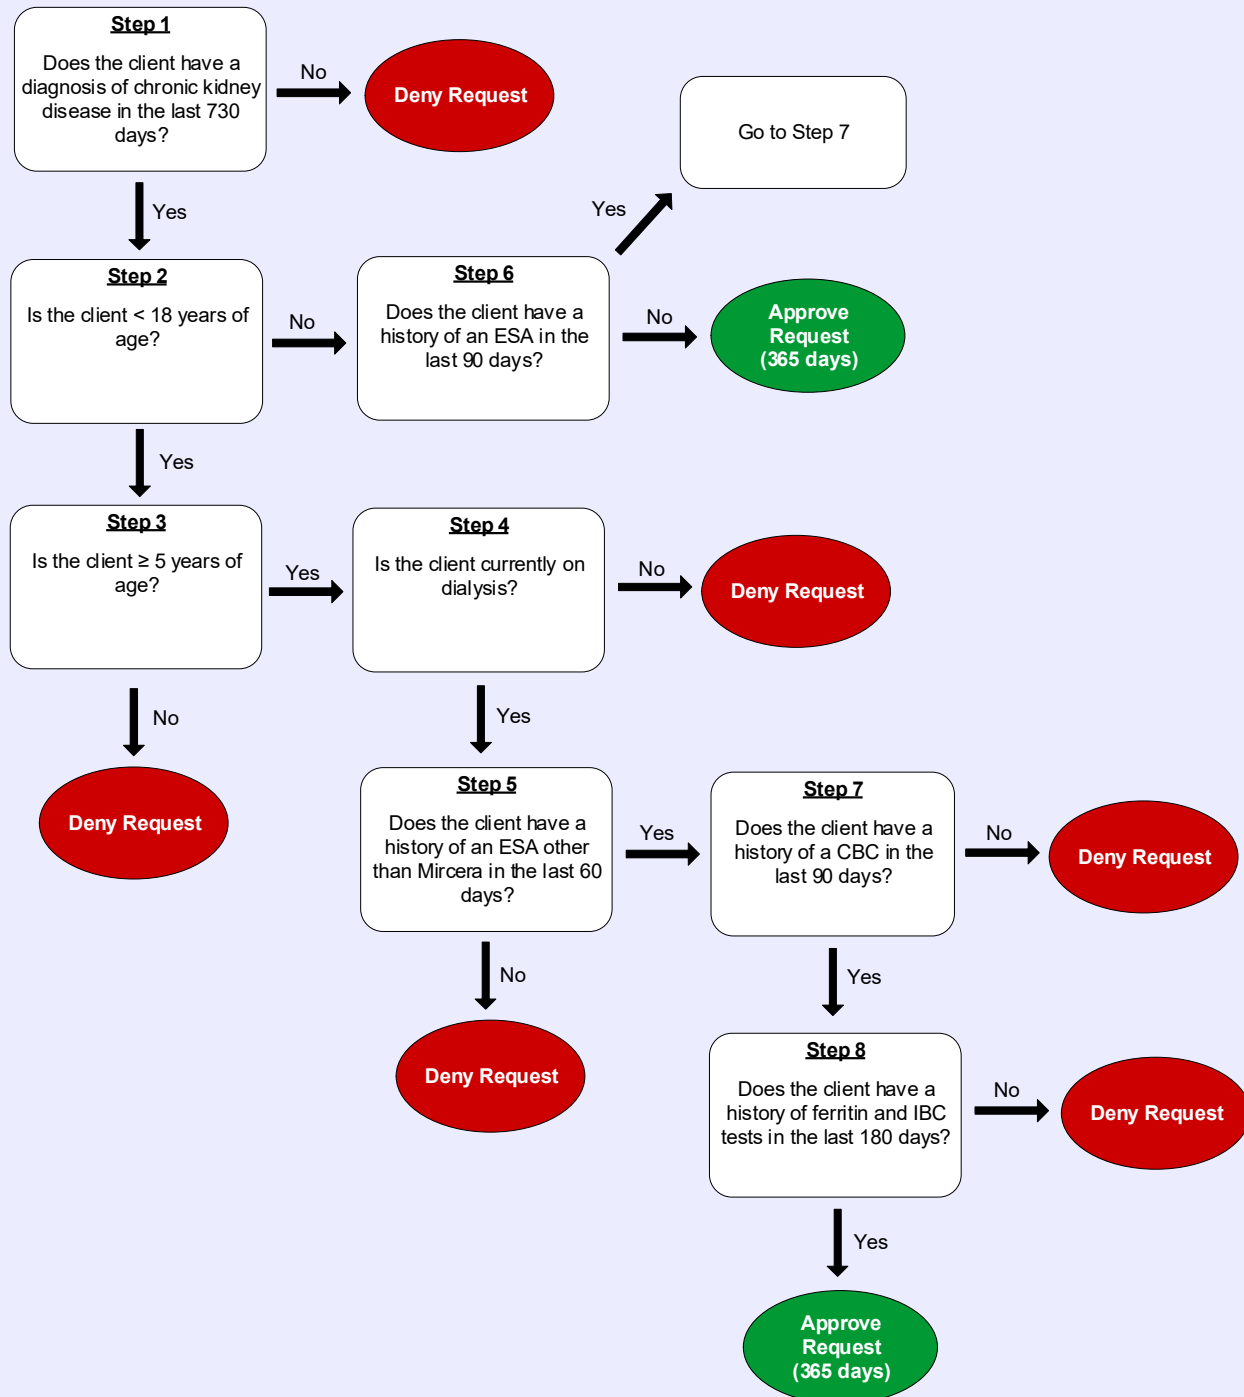 Step 1
Does the client have a
diagnosis of chronic kidney
disease in the last 730
days?
No
Deny Request
Go to Step 7
Yes
Yes
Step 2
Is the client < 18 years of
age?
No
Step 6
Does the client have a
history of an ESA in the
last 90 days?
No
Approve
Request
(365 days)
Yes
Step 3
Is the client ≥ 5 years of
age?
Yes
Step 4
Is the client currently on
dialysis?
No
Deny Request
No
Deny Request
Yes
Step 5
Does the client have a
history of an ESA other
than Mircera in the last 60
days?
Yes
Step 7
Does the client have a
history of a CBC in the
last 90 days?
No
Deny Request
No
Deny Request
Yes
Step 8
Does the client have a
history of ferritin and IBC
tests in the last 180 days?
No
Deny Request
Yes
Approve
Request
(365 days)